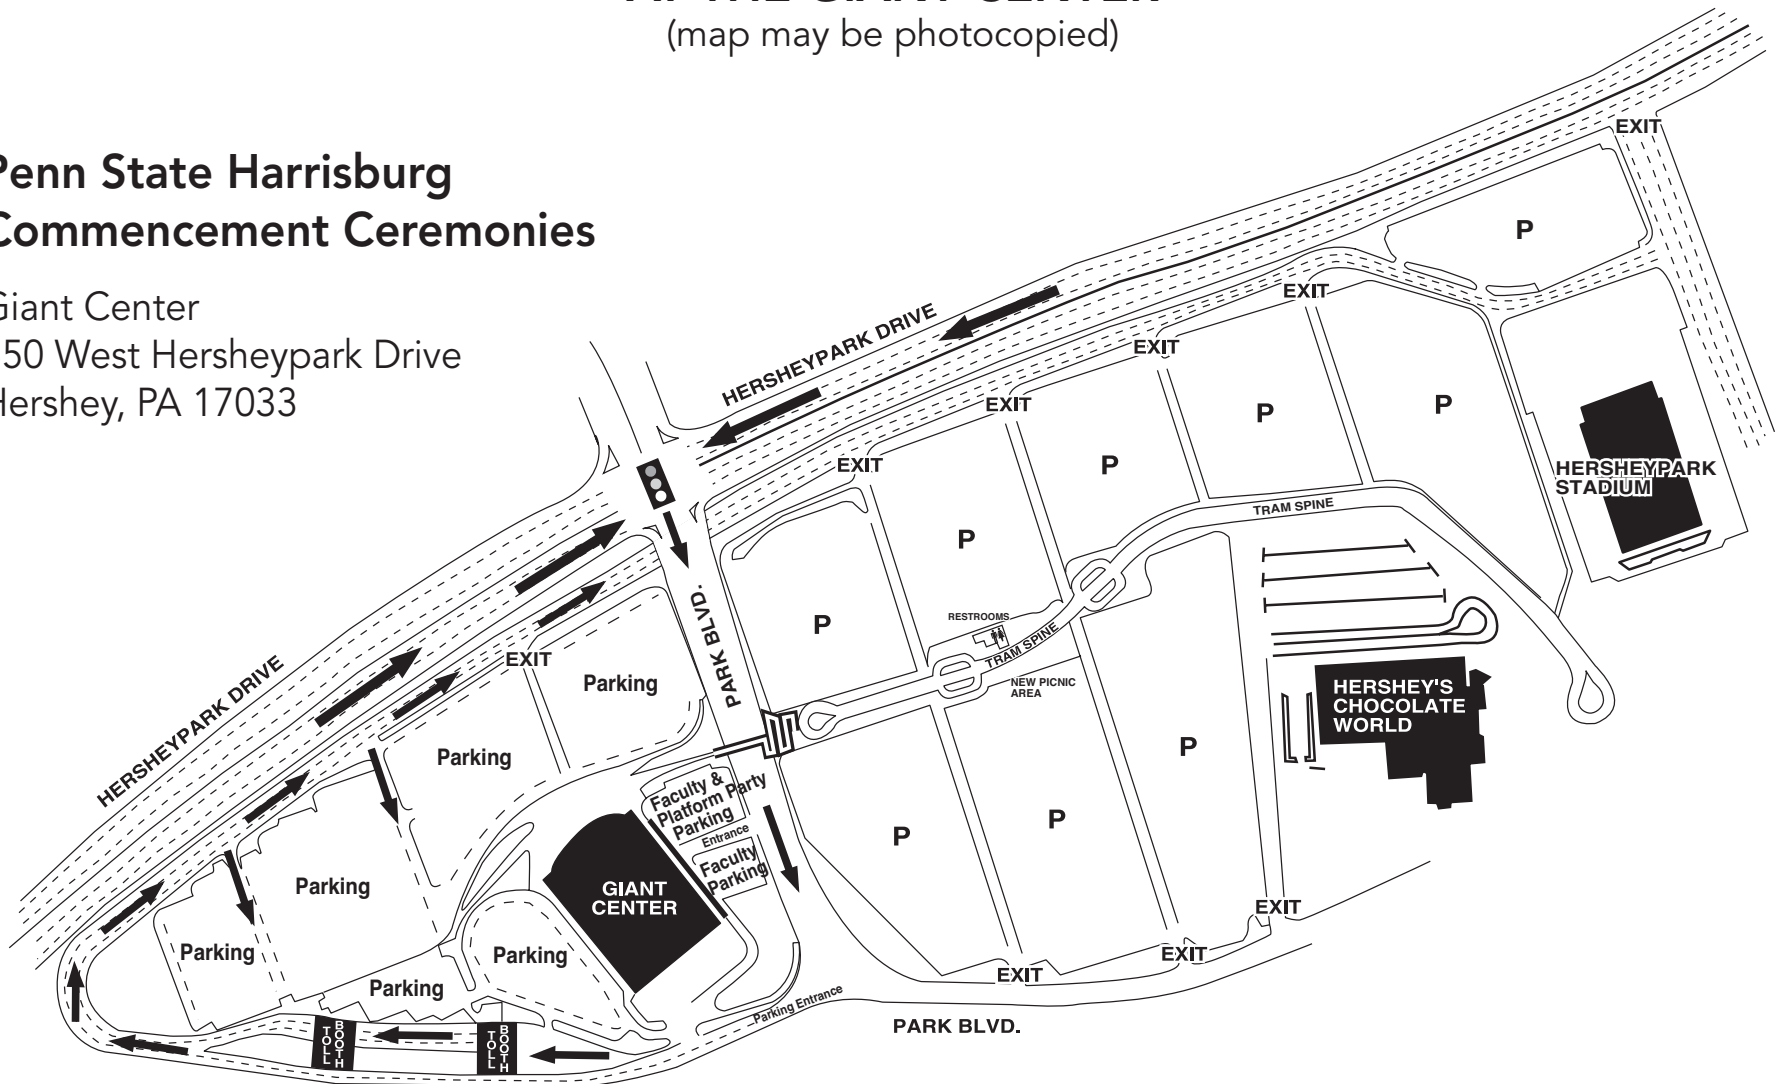 (map may be photocopied)
Penn State Harrisburg
Commencement Ceremonies
Giant Center
50 West Hersheypark Drive
Hershey, PA 17033
EXIT
P
EXIT
HERSHEYPARK DRIVE
EXIT
EXIT
P
P
EXIT
P
HERSHEYPARK
STADIUM
TRAM SPINE
P
PARK BLVD.
P
RESTROOMS
TRAM SPINE
EXIT
Parking
NEW PICNIC
AREA
HERSHEYPARK DRIVE
HERSHEY'S
CHOCOLATE
WORLD
Parking
P
Faculty &
Platform Party
Parking
Entrance
P
P
Faculty
Parking
Parking
GIANT
CENTER
EXIT
Parking
Parking
EXIT
EXIT
Parking
Parking Entrance
PARK BLVD.
TOLL
BOOTH
TOLL
BOOTH